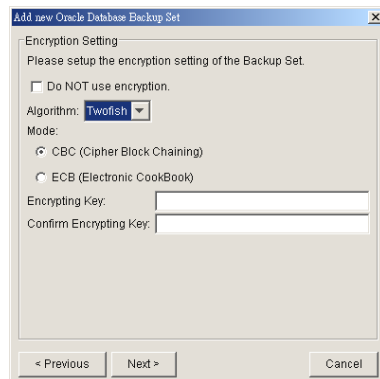 Add new Oracle Database Backup Set
Encryption Setting
Please setup the encryption setting of the Backup Set.
Do NOT use encryption.
Algorithm: Twofish
Mode:
CBC (Cipher Block Chaining)
ECB (Electronic CookBook)
Encrypting Key:
Confirm Encrypting Key:
< Previous Next > Cancel